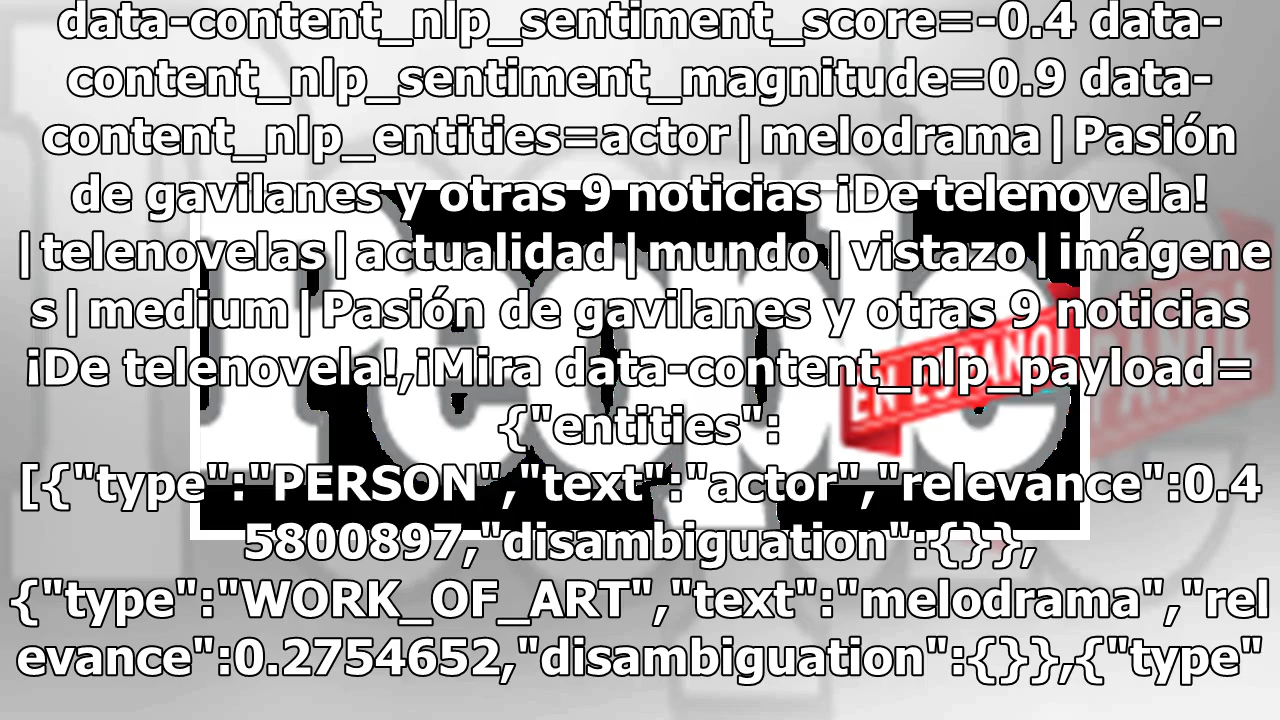 data-content_nlp_sentiment_score=-0.4 data-
content_nlp_sentiment_magnitude=0.9 data-
content_nlp_entities=actor|melodrama|Pasión
de gavilanes y otras 9 noticias ¡De telenovela!
|telenovelas|actualidad|mundo|vistazo|imágene
s|medium|Pasión de gavilanes y otras 9 noticias
¡De telenovela!,¡Mira data-content_nlp_payload=
{"entities":
[{"type":"PERSON","text":"actor","relevance":0.4
5800897,"disambiguation":{}},
{"type":"WORK_OF_ART","text":"melodrama","rel
evance":0.2754652,"disambiguation":{}},{"type"
People
EN ESPAÑOL